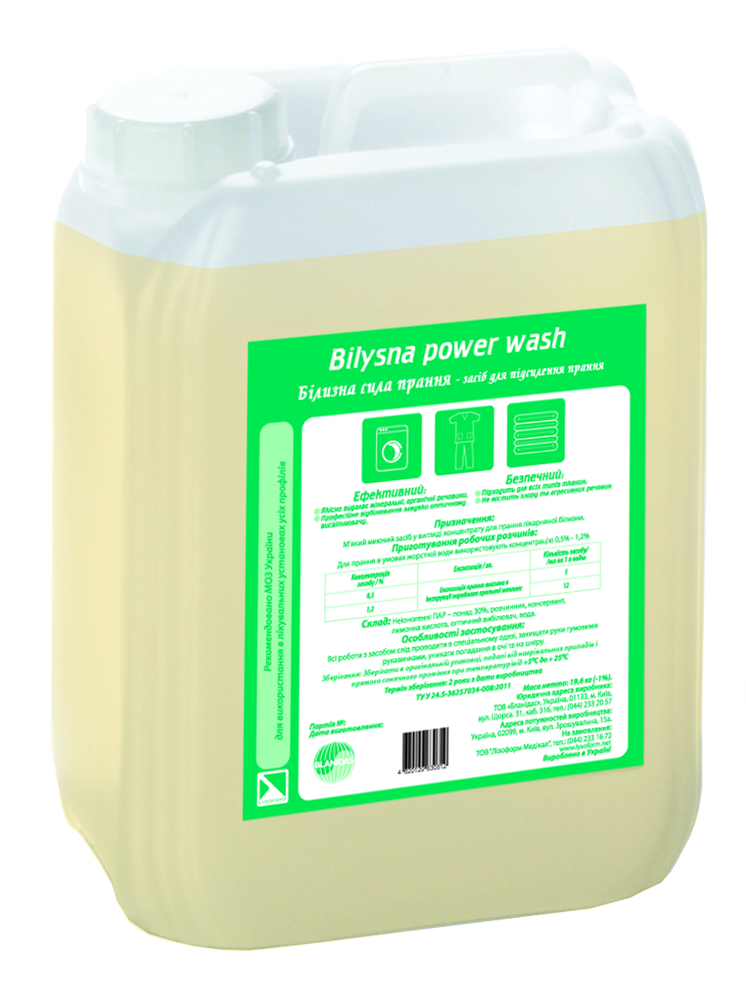 Bilysna power wash
Білизна сила прання - засіб для підсилення прання
Рекомендовано МОЗ України
для використання в лікувальних установах усіх профілів
Ефективний:
Якісно видаляє мінеральні, органічні речовини,
Професійне відбілювання завдяки оптичному
висвітлювачу.
Безпечний:
Підходить для всіх типів тканин,
Не містить хлору та агресивних речовин.
Призначення:
М'який миючий засіб у вигляді концентрату для прання лікарняної білизни.
Приготування робочих розчинів:
Для прання в умовах жорсткої води використовують концентрацію 0,5% - 1,2%
Концентрація
засобу / %
Експозиція / хв.
Кількість засобу/
/мл на 1 л води
0,5
Експозиція прання вказана в
інструкції виробника пральної машини
5
1,2
12
Склад: Неіоногенні ПАР – понад 30%, розчинник, консервант,
лимонна кислота, оптичний вибілювач, вода.
Особливості застосування:
Всі роботи з засобом слід проводити в спеціальному одязі, захищати руки гумовими
рукавичками, уникати попадання в очі та на шкіру.
Зберігання: Зберігати в оригінальній упаковці, подалі від нагрівальних приладів і
прямого сонячного проміння при температурі від +5°С до + 25°С
Термін зберігання: 2 роки з дати виробництва
ТУ У 24.5-36257034-008:2011
Маса нетто: 19,6 кг (-1%).
Юридична адреса виробника:
ТОВ «Бланідас», Україна, 01133, м. Київ,
вул. Щорса. 31, каб. 316, тел.: (044) 233 20 57
Адреса потужностей виробництва:
Україна, 02099, м. Київ, вул. Зрошувальна, 15а.
На замовлення:
ТОВ "Лізоформ Медікал", тел.: (044) 233 16 72
www.lysoform.net
Вироблено в Україні
Партія №:
Дата виготовлення:
BLANIDAS
LYSOFORM
4 820120 630812